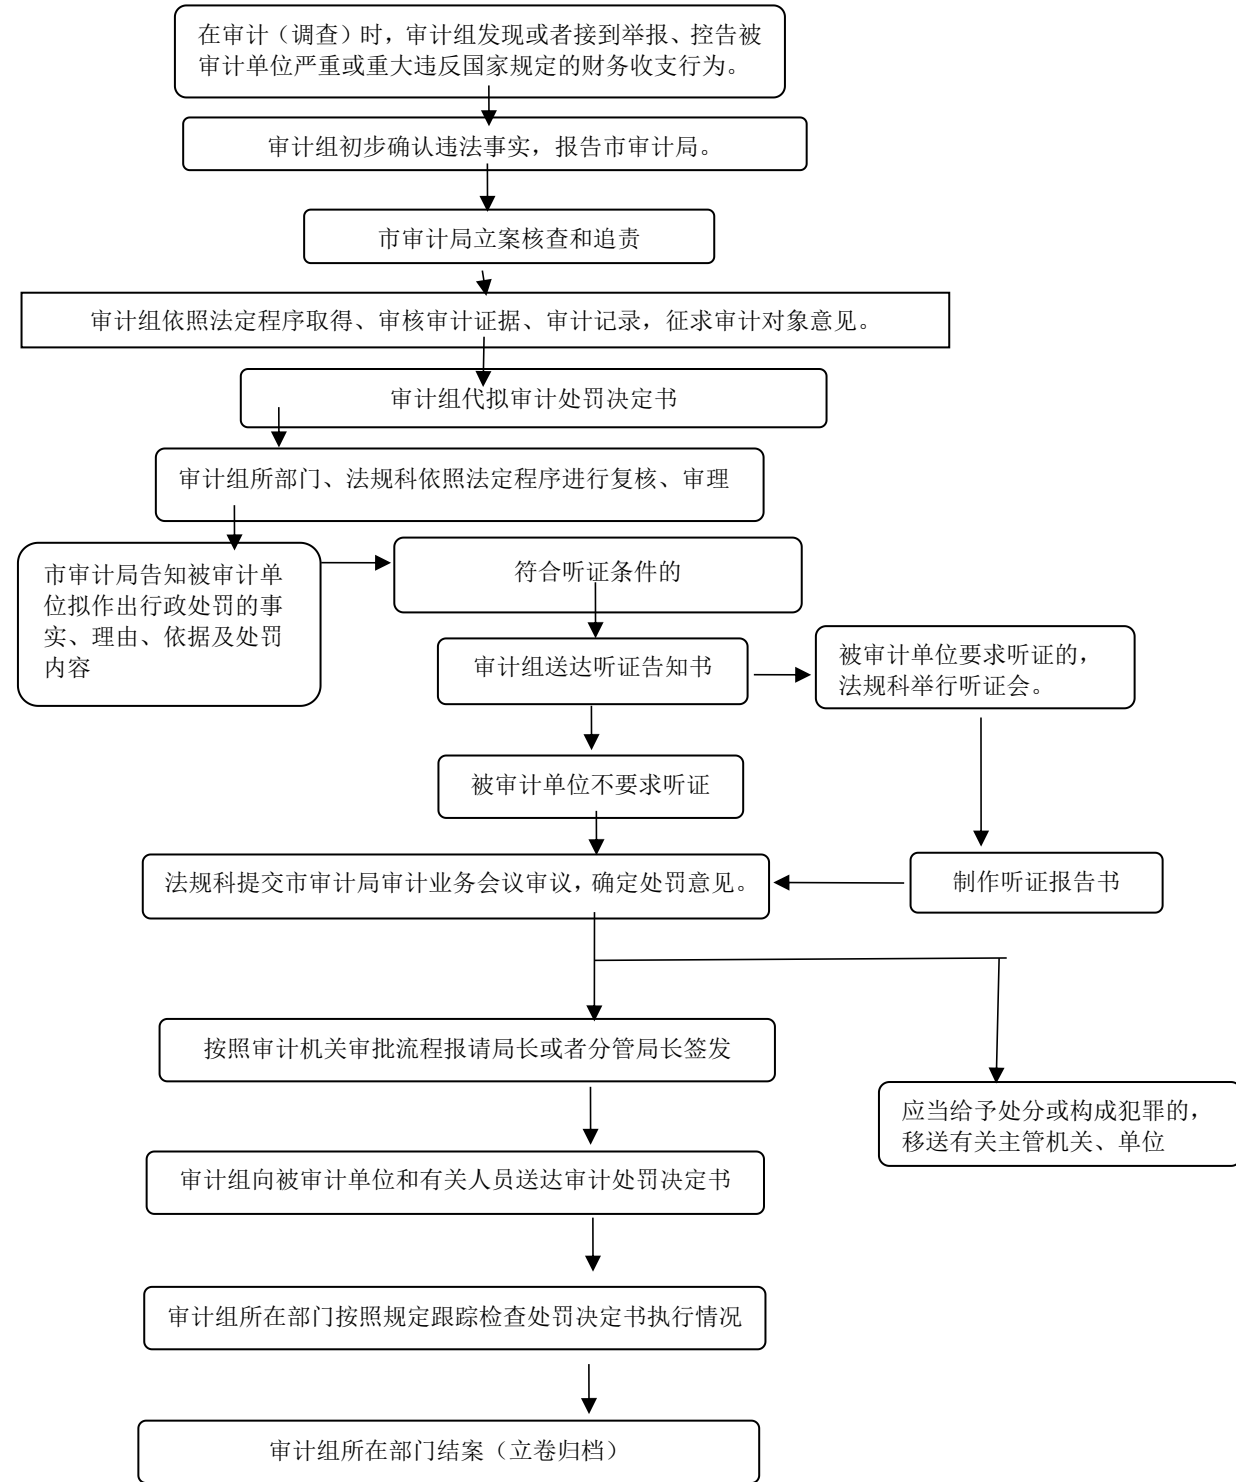 在审计（调查）时，审计组发现或者接到举报、控告被
审计单位严重或重大违反国家规定的财务收支行为。
审计组初步确认违法事实，报告市审计局。
市审计局立案核查和追责
审计组依照法定程序取得、审核审计证据、审计记录，征求审计对象意见。
审计组代拟审计处罚决定书
审计组所部门、法规科依照法定程序进行复核、审理
市审计局告知被审计单
位拟作出行政处罚的事
实、理由、依据及处罚
内容
符合听证条件的
审计组送达听证告知书
被审计单位要求听证的，
法规科举行听证会。
被审计单位不要求听证
法规科提交市审计局审计业务会议审议，确定处罚意见。
制作听证报告书
按照审计机关审批流程报请局长或者分管局长签发
应当给予处分或构成犯罪的，
移送有关主管机关、单位
审计组向被审计单位和有关人员送达审计处罚决定书
审计组所在部门按照规定跟踪检查处罚决定书执行情况
审计组所在部门结案（立卷归档）